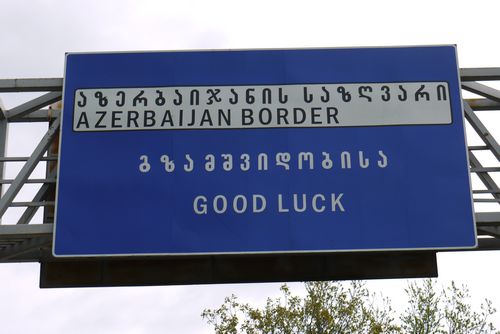 აზერბაიჯანის საზღვარი
AZERBAIJAN BORDER
გზა მშვიდობისა
GOOD LUCK